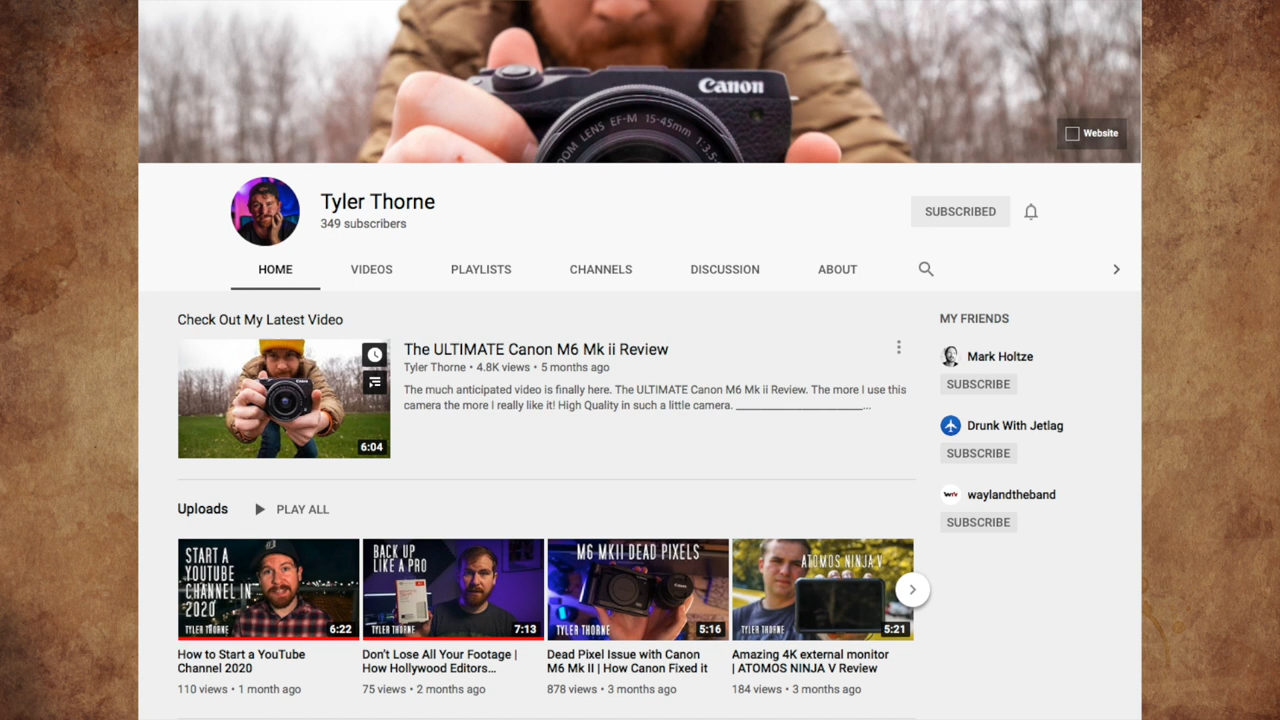 Canon
ZOOM LENS EF-M 15-45mm 1:3.5-
Website
Tyler Thorne
349 subscribers
SUBSCRIBED
HOME
VIDEOS
PLAYLISTS
CHANNELS
DISCUSSION
ABOUT
Check Out My Latest Video
Canon
6:04
The ULTIMATE Canon M6 Mk ii Review
Tyler Thorne • 4.8K views • 5 months ago
The much anticipated video is finally here. The ULTIMATE Canon M6 Mk ii Review. The more I use this
camera the more I really like it! High Quality in such a little camera. ______________________...
MY FRIENDS
Mark Holtze
SUBSCRIBE
Drunk With Jetlag
SUBSCRIBE
waylandtheband
SUBSCRIBE
Uploads
PLAY ALL
START A
YOUTUBE
CHANNEL IN
2020
TYLER THORNE
6:22
How to Start a YouTube
Channel 2020
110 views • 1 month ago
BACK UP
LIKE A PRO
TYLER THORNE
7:13
Don't Lose All Your Footage |
How Hollywood Editors...
75 views • 2 months ago
M6 MKII DEAD PIXELS
TYLER THORNE
5:16
Dead Pixel Issue with Canon
M6 Mk II | How Canon Fixed it
878 views • 3 months ago
ATOMOS NINJA V
TYLER THORNE
5:21
Amazing 4K external monitor
| ATOMOS NINJA V Review
184 views • 3 months ago